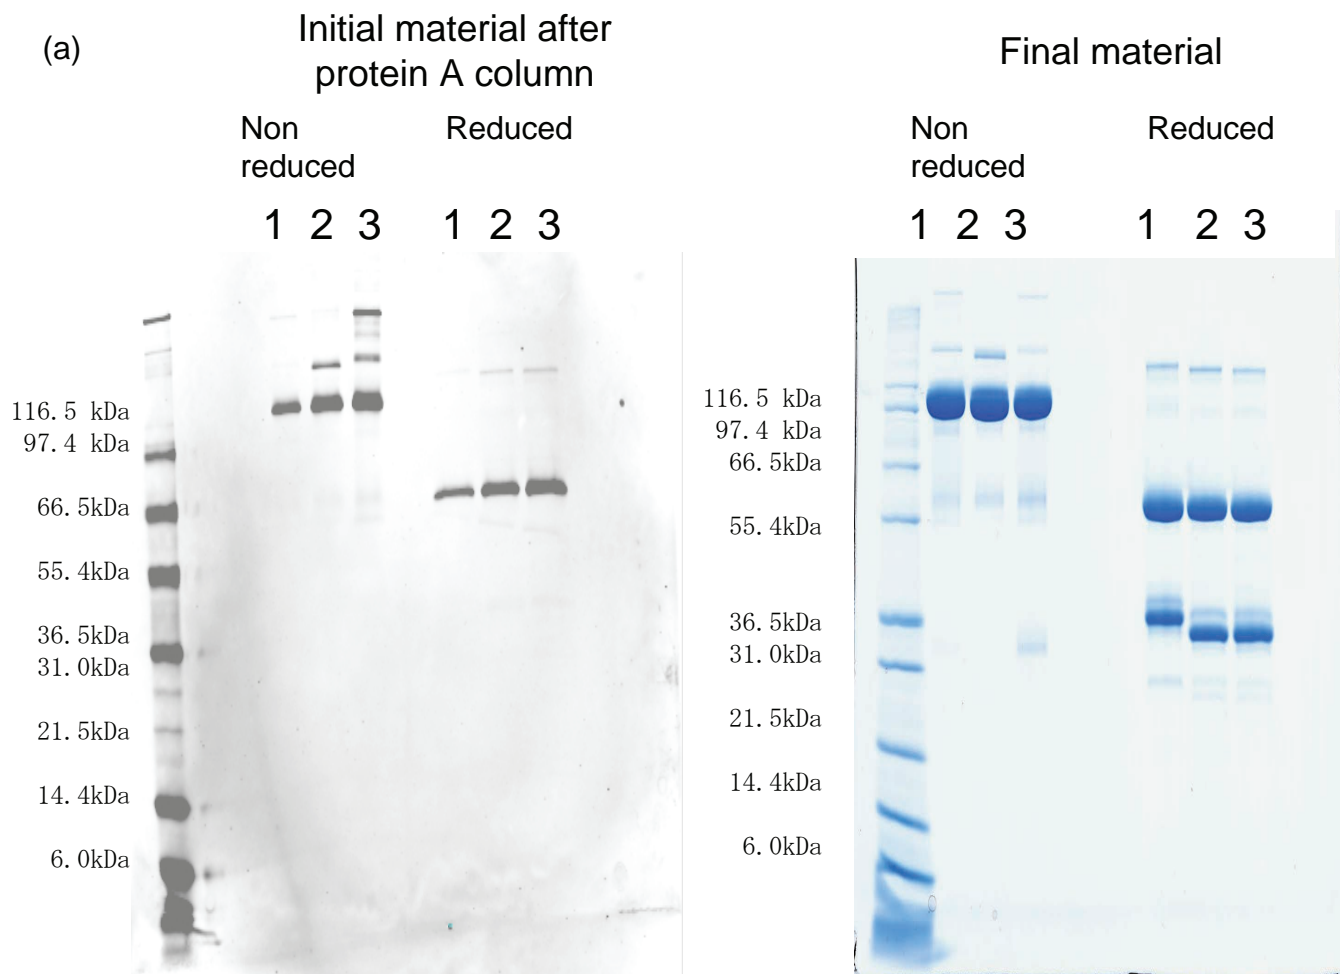 (a)
Initial material after
protein A column
Non
reduced
Reduced
1 2 3
1 2 3
116.5 kDa
97.4 kDa
66.5kDa
55.4kDa
36.5kDa
31.0kDa
21.5kDa
14.4kDa
6.0kDa
Final material
Non
reduced
Reduced
1 2 3
1 2 3
116.5 kDa
97.4 kDa
66.5kDa
55.4kDa
36.5kDa
31.0kDa
21.5kDa
14.4kDa
6.0kDa